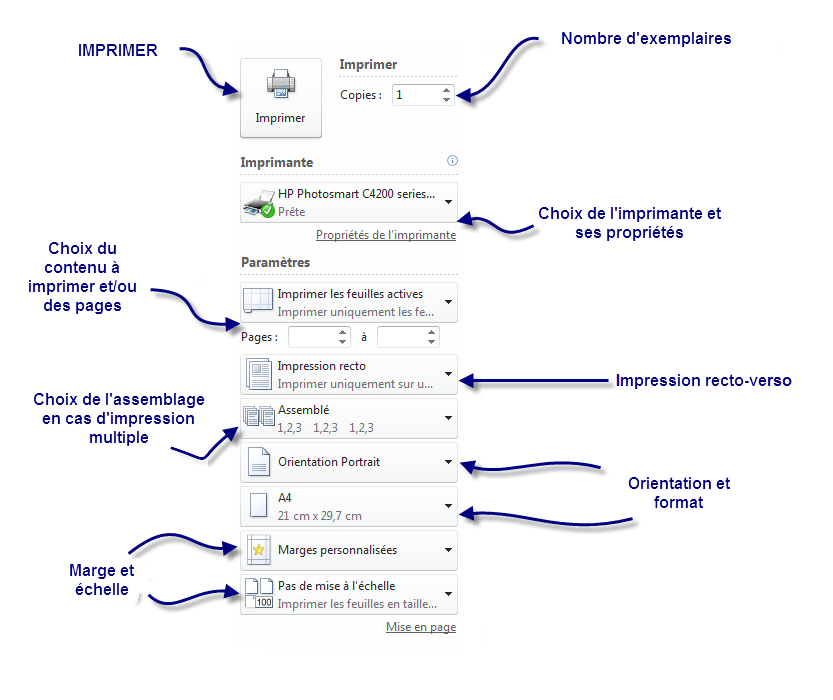 IMPRIMER
Nombre d'exemplaires
Imprimer
Imprimer
Copies : 1
Imprimante
HP Photosmart C4200 series...
Prête
Propriétés de l'imprimante
Choix de l'imprimante et
ses propriétés
Choix du
contenu à
imprimer et/ou
des pages
Paramètres
Imprimer les feuilles actives
Imprimer uniquement les fe...
Pages : à
Impression recto
Imprimer uniquement sur u...
Impression recto-verso
Choix de l'assemblage
en cas d'impression
multiple
Assemblé
1,2,3 1,2,3 1,2,3
Orientation Portrait
A4
21 cm x 29,7 cm
Orientation et
format
Marges personnalisées
Marge et
échelle
Pas de mise à l'échelle
100 Imprimer les feuilles en taille...
Mise en page